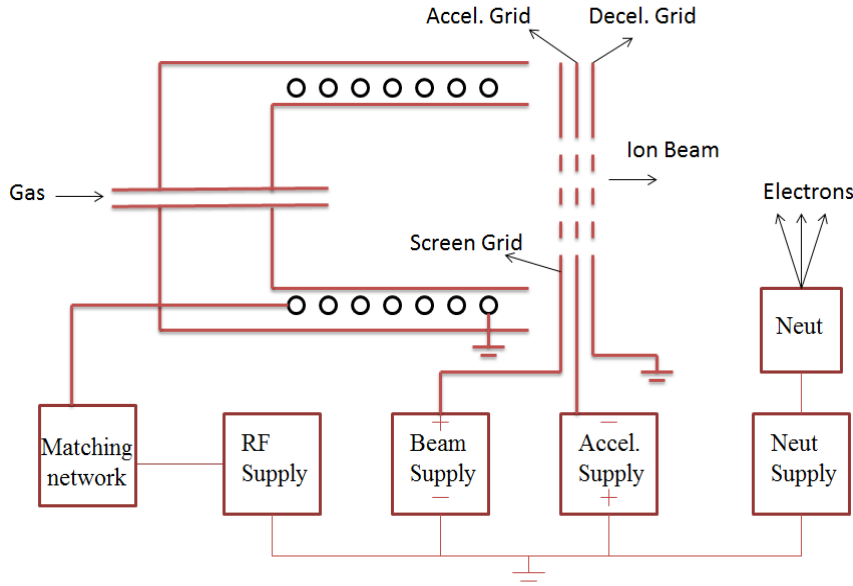 Accel. Grid
Decel. Grid
Gas
Ion Beam
Electrons
Screen Grid
Neut
Matching
network
RF
Supply
+
Beam
Supply
−
−
Accel.
Supply
+
Neut
Supply